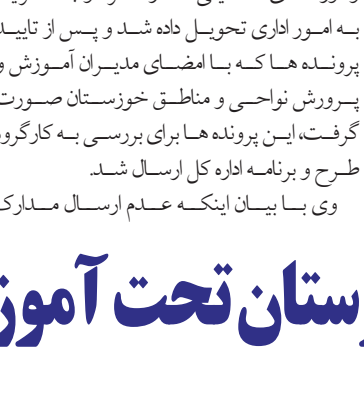 به امور اداری تحویل داده شد و پس از تایید
پرونده ها که با امضای مدیران آموزش و
پرورش نواحی و مناطق خوزستان صورت
گرفت، این پرونده ها برای بررسی به کارگرو
طرح و برنامه اداره کل ارسال شد.
وی با بیان اینکه عدم ارسال مدارک
ستان تحت آموز